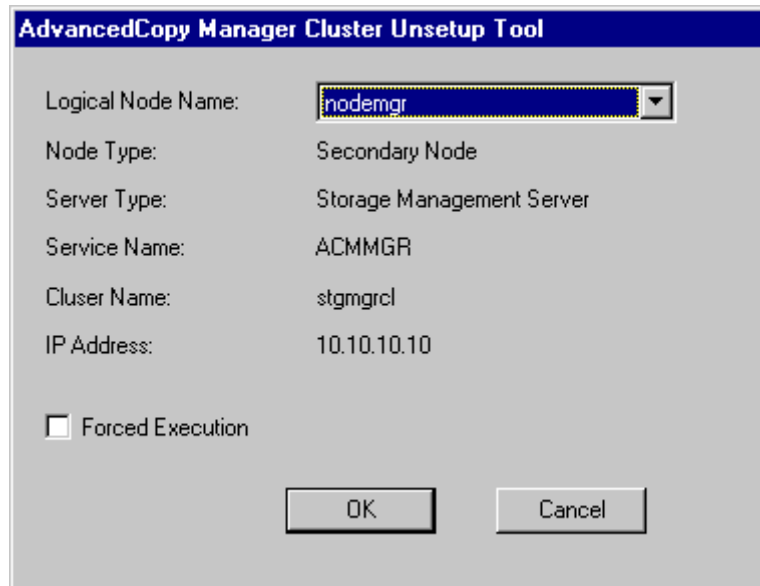 AdvancedCopy Manager Cluster Unsetup Tool
Logical Node Name: nodemgr
Node Type: Secondary Node
Server Type: Storage Management Server
Service Name: ACMMGR
Cluser Name: stgmgrcl
IP Address: 10.10.10.10
Forced Execution
OK Cancel